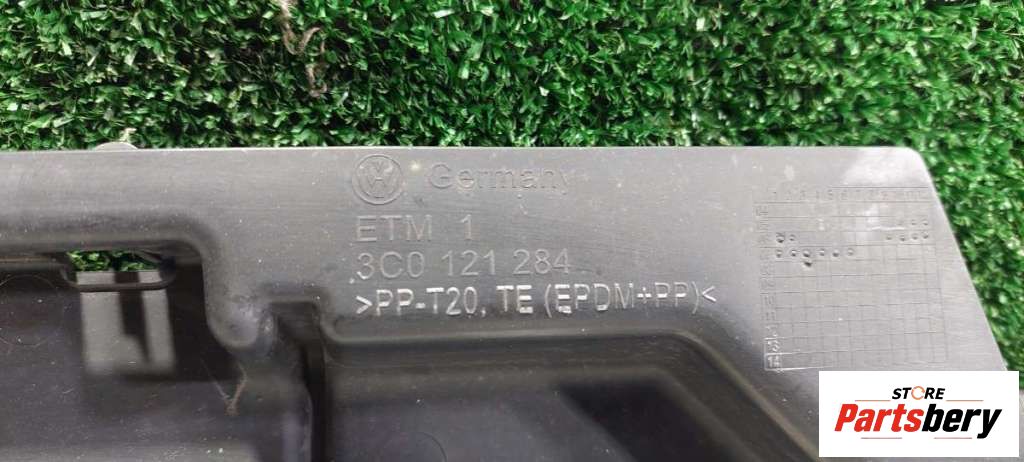 Germany
ETM 1
3C0 121 284
>PP-T20, TE (EPDM+PP)<
STORE
Partsbery